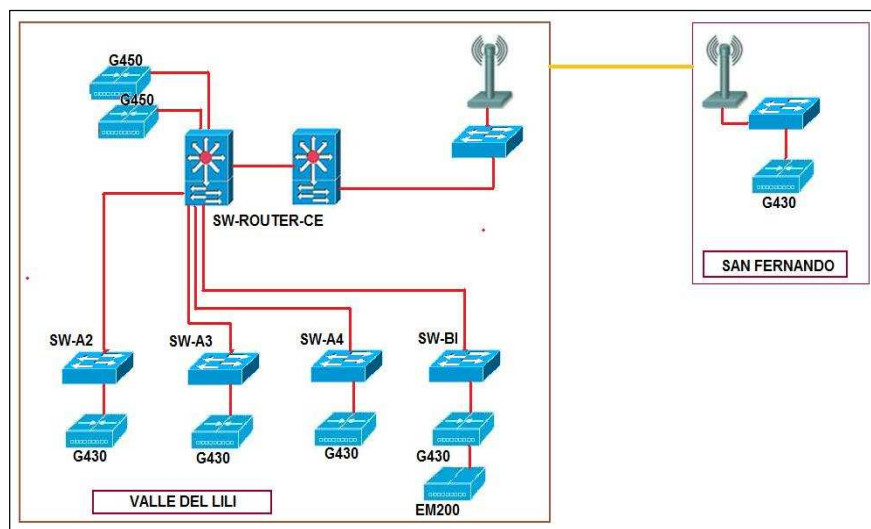 G450
G450
SW-ROUTER-CE
G430
SAN FERNANDO
SW-A2
SW-A3
SW-A4
SW-BI
G430
G430
G430
G430
EM200
VALLE DEL LILI